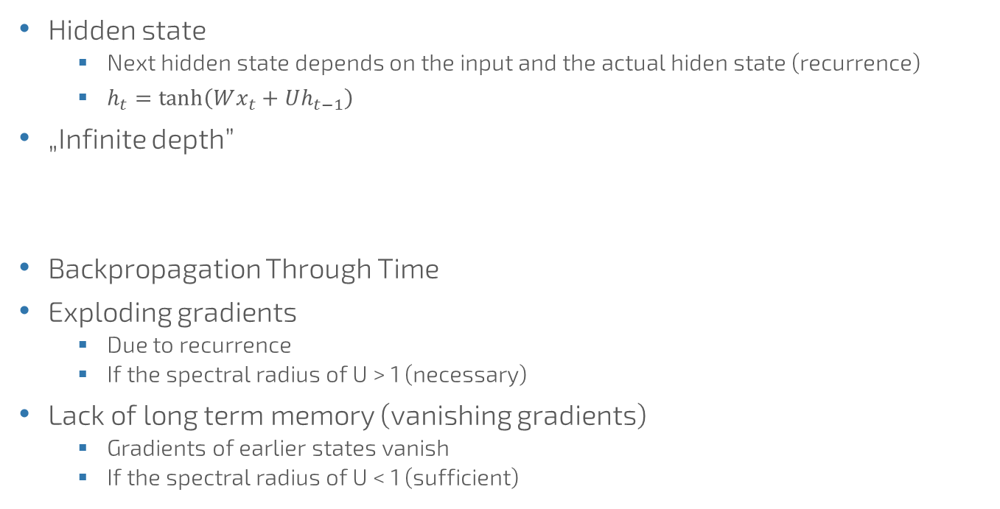 Hidden state
Next hidden state depends on the input and the actual hiden state (recurrence)
h_t = tanh(Wx_t + Uh_{t−1})
„Infinite depth”
Backpropagation Through Time
Exploding gradients
Due to recurrence
If the spectral radius of U > 1 (necessary)
Lack of long term memory (vanishing gradients)
Gradients of earlier states vanish
If the spectral radius of U < 1 (sufficient)